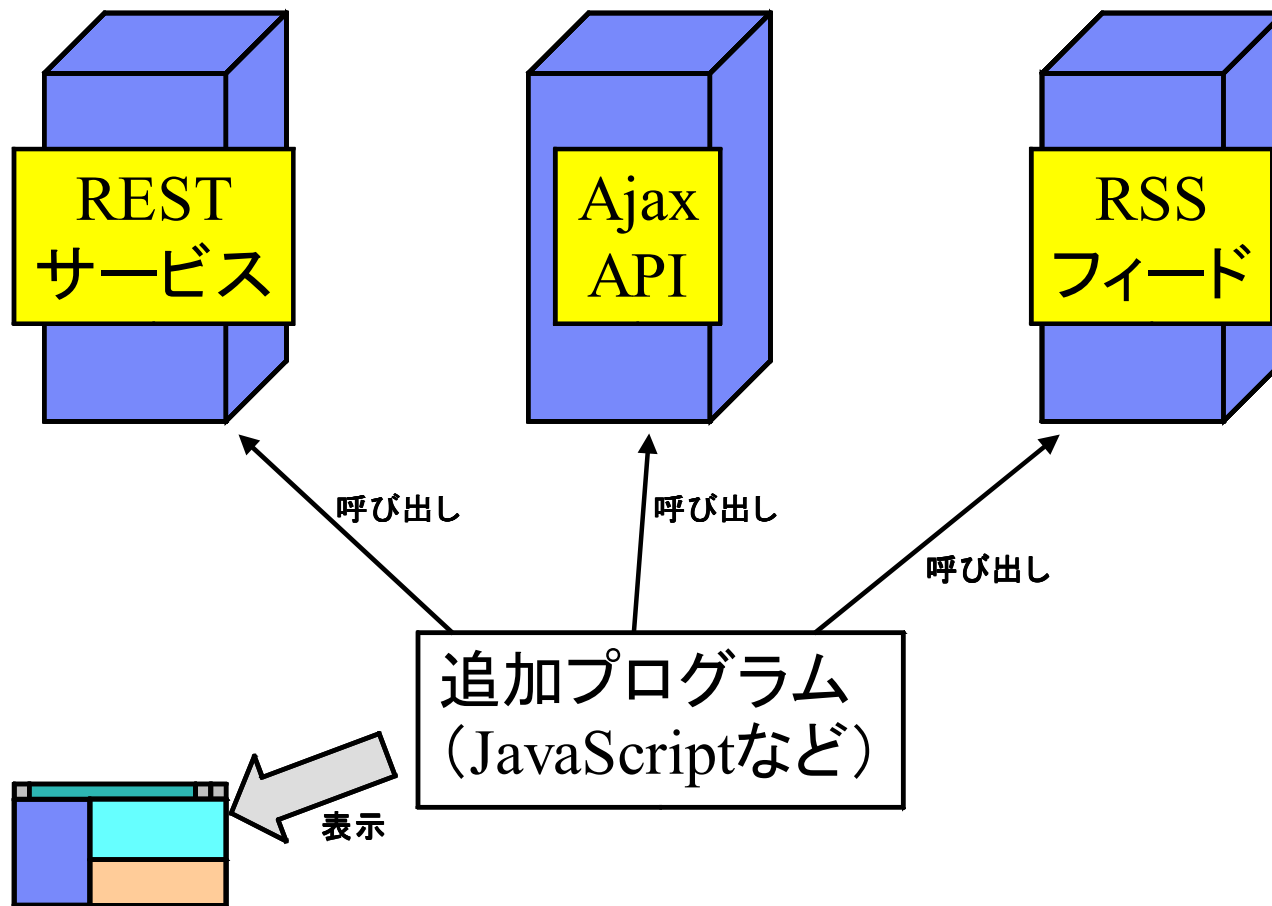 REST
サービス
Ajax
API
RSS
フィード
呼び出し
呼び出し
呼び出し
追加プログラム
（JavaScriptなど）
表示